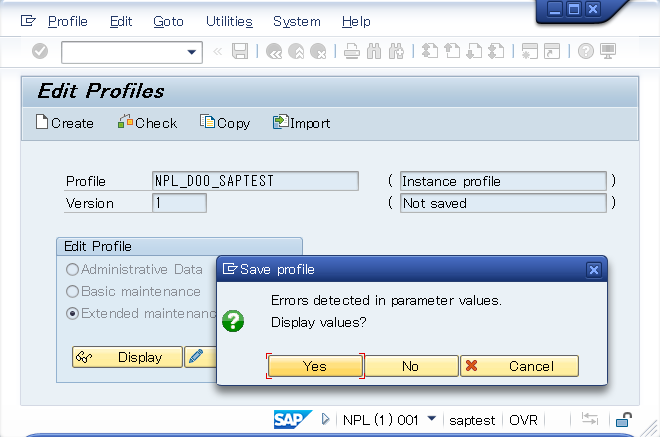 Profile Edit Goto Utilities System Help
Edit Profiles
Create Check Copy Import
Profile NPL_D00_SAPTEST ( Instance profile )
Version 1 ( Not saved )
Edit Profile
Administrative Data
Basic maintenance
Extended maintenanc
Display
Save profile
Errors detected in parameter values.
Display values?
Yes No Cancel
SAP NPL (1) 001 saptest OVR